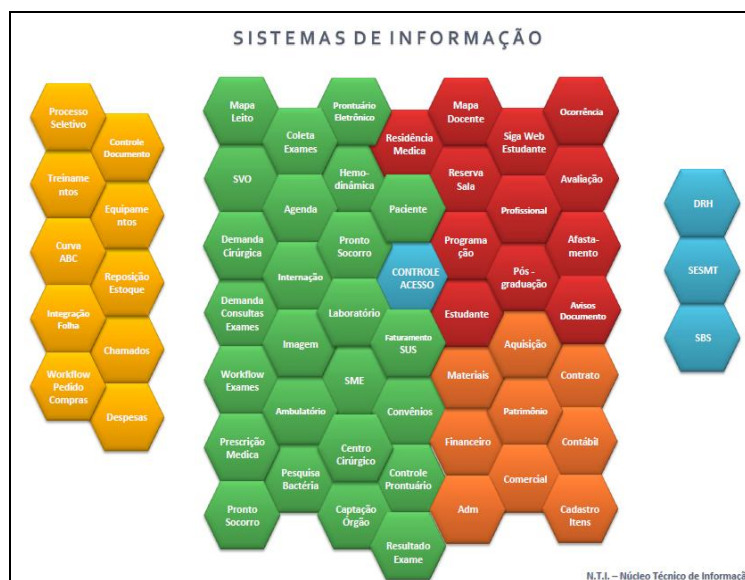 SISTEMAS DE INFORMAÇÃO
Processo
Seletivo
Controle
Documento
Treiname
ntos
Equipame
ntos
Curva
ABC
Reposição
Estoque
Integração
Folha
Chamados
Workflow
Pedido
Compras
Despesas
Mapa
Leito
SVO
Demanda
Cirúrgica
Demanda
Consultas
Exames
Workflow
Exames
Prescrição
Medica
Pronto
Socorro
Coleta
Exames
Agenda
Internação
Imagem
Ambulatório
Pesquisa
Bactéria
Prontuário
Eletrônico
Hemo-
dinámica
Pronto
Socorro
Laboratório
SME
Centro
Cirúrgico
Captação
Órgão
Residência
Medica
Paciente
CONTROLE
ACESSO
Faturamento
SUS
Convênios
Controle
Prontuário
Resultado
Exame
Mapa
Docente
Reserva
Sala
Programa
ção
Estudante
Materiais
Financeiro
Adm
Siga Web
Estudante
Profissional
Pós -
graduação
Aquisição
Patrimônio
Comercial
Ocorrência
Avaliação
Afasta-
mento
Avisos
Documento
Contrato
Contábil
Cadastro
Itens
DRH
SESMT
SBS
N.T.I. – Núcleo Técnico de Informaçã